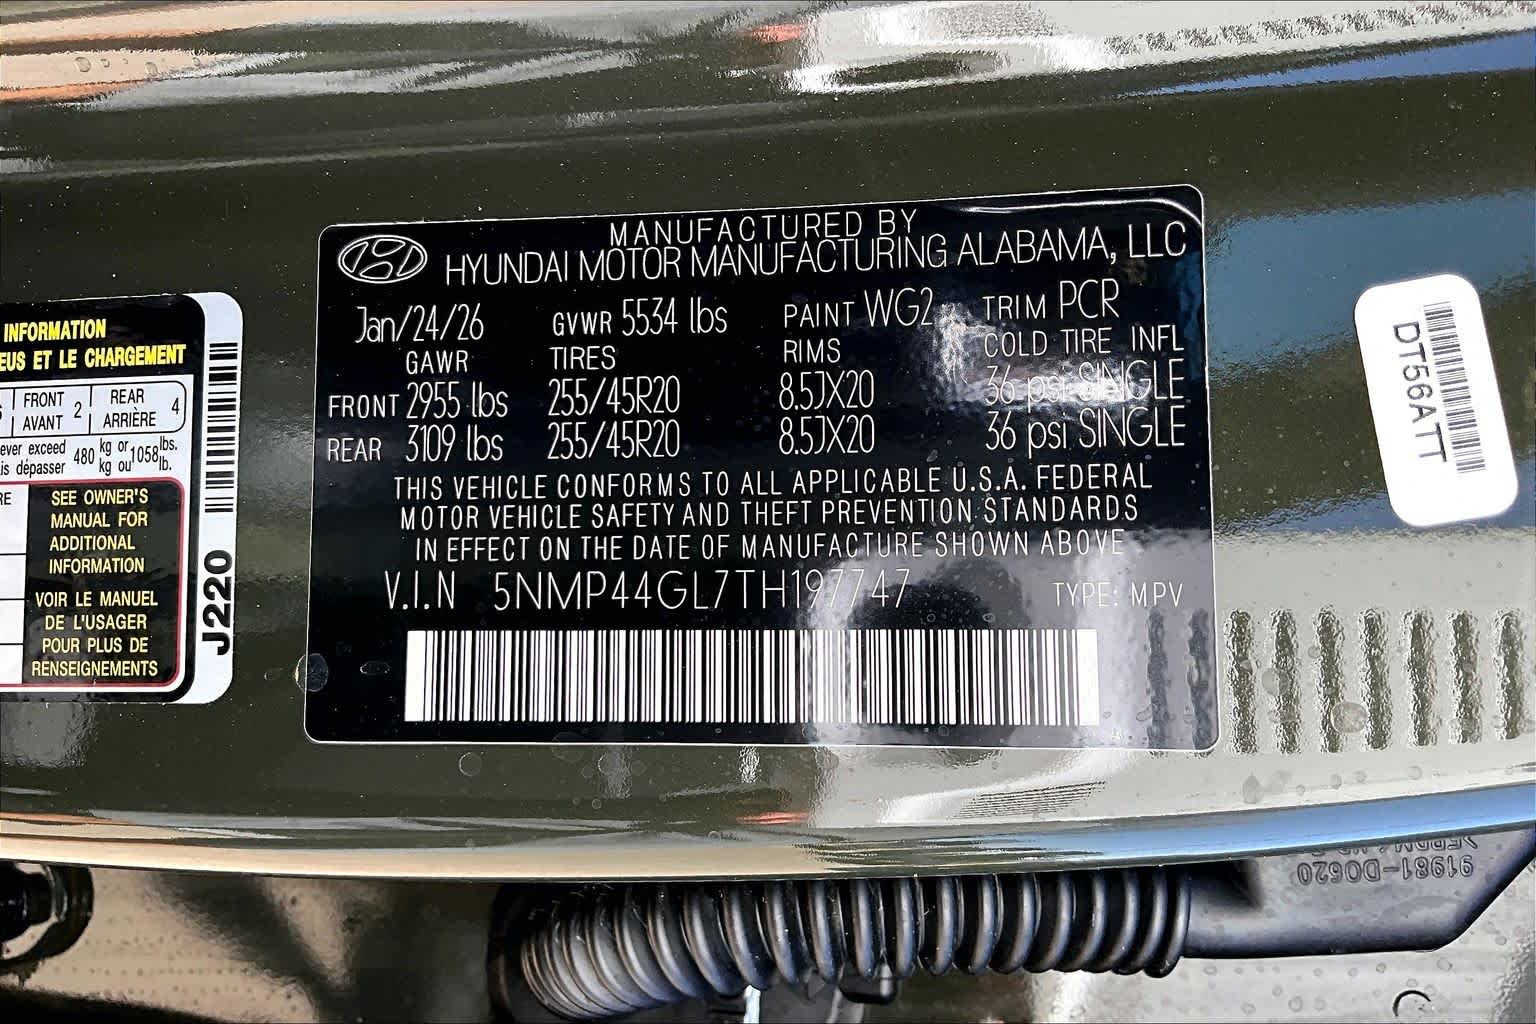 MANUFACTURED BY
HYUNDAI MOTOR MANUFACTURING ALABAMA, LLC
Jan/24/26 GVWR 5534 lbs PAINT WG2 TRIM PCR
GAWR TIRES RIMS COLD TIRE INFL
FRONT 2955 lbs 255/45R20 8.5JX20 36 psi SINGLE
REAR 3109 lbs 255/45R20 8.5JX20 36 psi SINGLE
THIS VEHICLE CONFORMS TO ALL APPLICABLE U.S.A. FEDERAL
MOTOR VEHICLE SAFETY AND THEFT PREVENTION STANDARDS
IN EFFECT ON THE DATE OF MANUFACTURE SHOWN ABOVE
V.I.N 5NMP44GL7TH197747 TYPE: MPV
INFORMATION
ET LE CHARGEMENT
FRONT
AVANT 2
REAR
ARRIÈRE 4
exceed 480 kg or 1058 lbs.
dépasser kg ou lb.
SEE OWNER'S
MANUAL FOR
ADDITIONAL
INFORMATION
VOIR LE MANUEL
DE L'USAGER
POUR PLUS DE
RENSEIGNEMENTS
J220
DT56ATT
91981-DO620